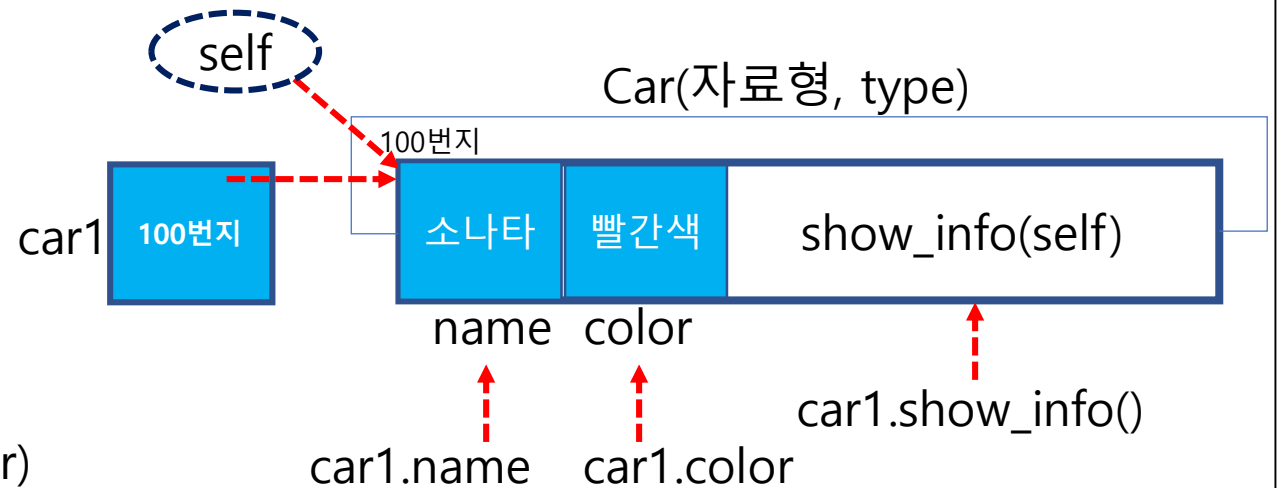 self
Car(자료형, type)
100번지
car1
100번지
소나타
빨간색
show_info(self)
name
color
car1.show_info()
r)
car1.name
car1.color